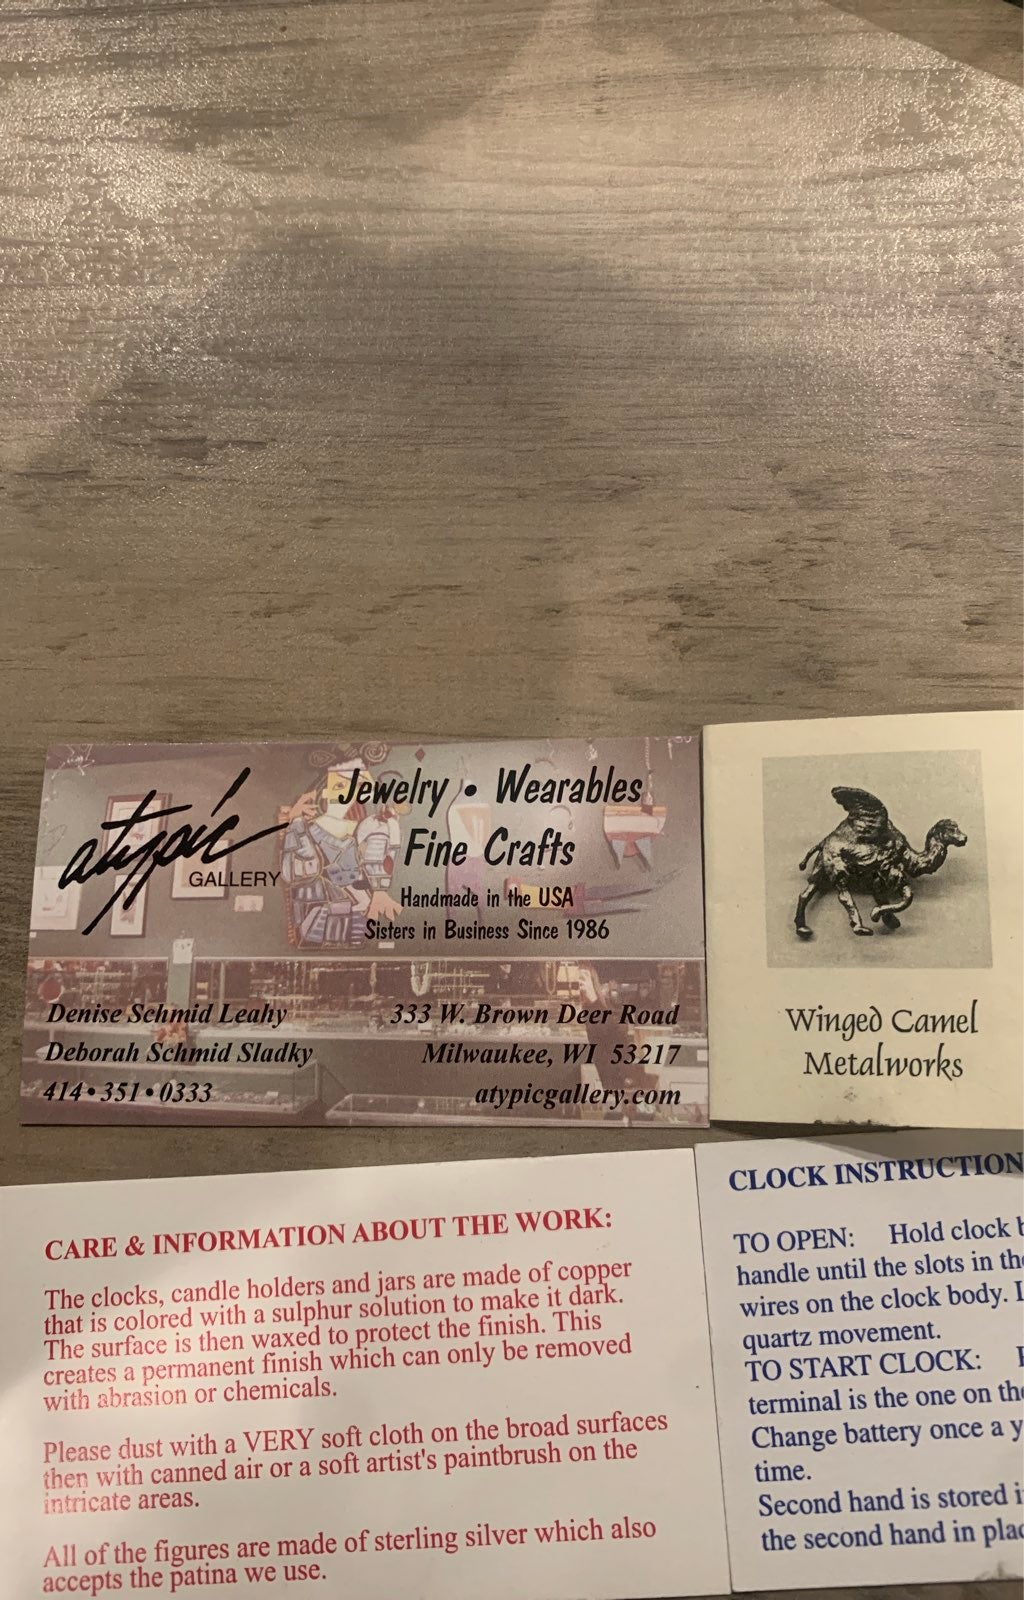 atypic
GALLERY
Jewelry • Wearables
Fine Crafts
Handmade in the USA
Sisters in Business Since 1986
Denise Schmid Leahy
Deborah Schmid Sladky
414•351•0333
333 W. Brown Deer Road
Milwaukee, WI 53217
atypicgallery.com
Winged Camel
Metalworks
CARE & INFORMATION ABOUT THE WORK:
The clocks, candle holders and jars are made of copper
that is colored with a sulphur solution to make it dark.
The surface is then waxed to protect the finish. This
creates a permanent finish which can only be removed
with abrasion or chemicals.
Please dust with a VERY soft cloth on the broad surfaces
then with canned air or a soft artist's paintbrush on the
intricate areas.
All of the figures are made of sterling silver which also
accepts the patina we use.
CLOCK INSTRUCTION
TO OPEN: Hold clock
handle until the slots in the
wires on the clock body.
quartz movement.
TO START CLOCK:
terminal is the one on the
Change battery once a y
time.
Second hand is stored
the second hand in plac